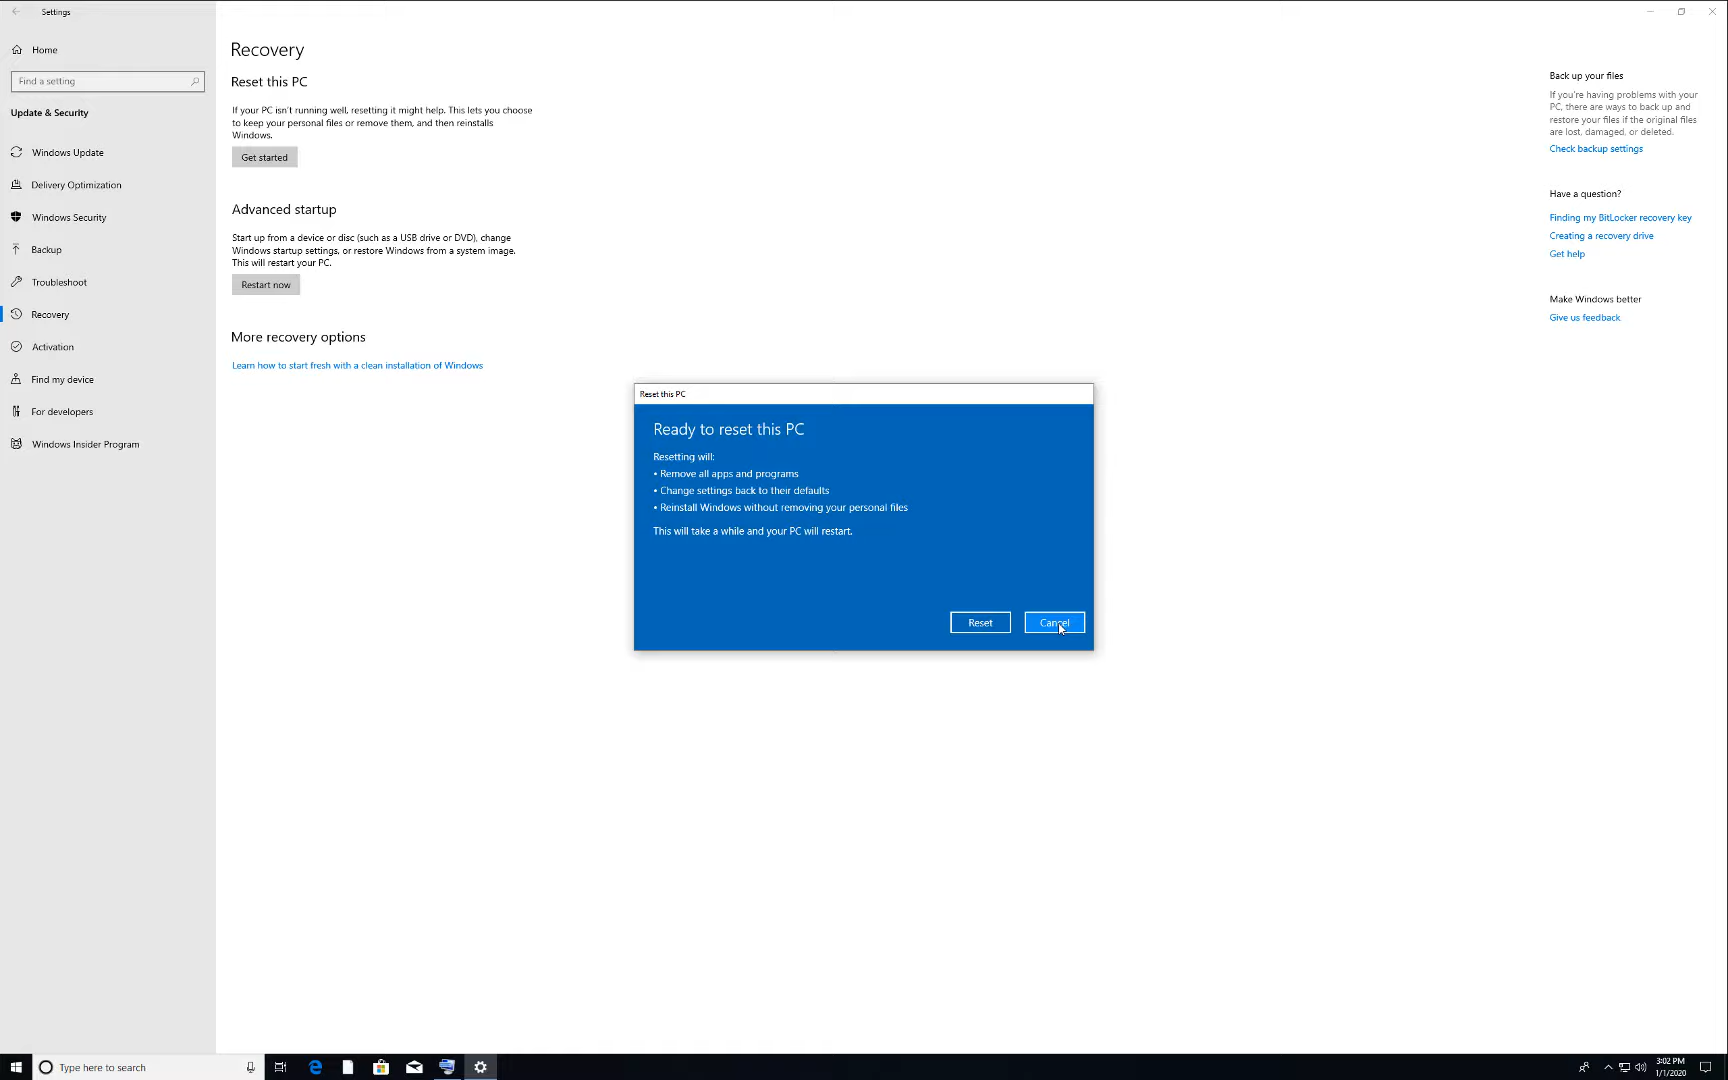 Settings
Home
Find a setting
Update & Security
Windows Update
Delivery Optimization
Windows Security
Backup
Troubleshoot
Recovery
Activation
Find my device
For developers
Windows Insider Program
Recovery
Reset this PC
If your PC isn't running well, resetting it might help. This lets you choose
to keep your personal files or remove them, and then reinstalls
Windows.
Get started
Advanced startup
Start up from a device or disc (such as a USB drive or DVD), change
Windows startup settings, or restore Windows from a system image.
This will restart your PC.
Restart now
More recovery options
Learn how to start fresh with a clean installation of Windows
Back up your files
If you're having problems with your
PC, there are ways to back up and
restore your files if the original files
are lost, damaged, or deleted.
Check backup settings
Have a question?
Finding my BitLocker recovery key
Creating a recovery drive
Get help
Make Windows better
Give us feedback
Reset this PC
Ready to reset this PC
Resetting will:
• Remove all apps and programs
• Change settings back to their defaults
• Reinstall Windows without removing your personal files
This will take a while and your PC will restart.
Reset
Cancel
Type here to search
3:02 PM
1/1/2020